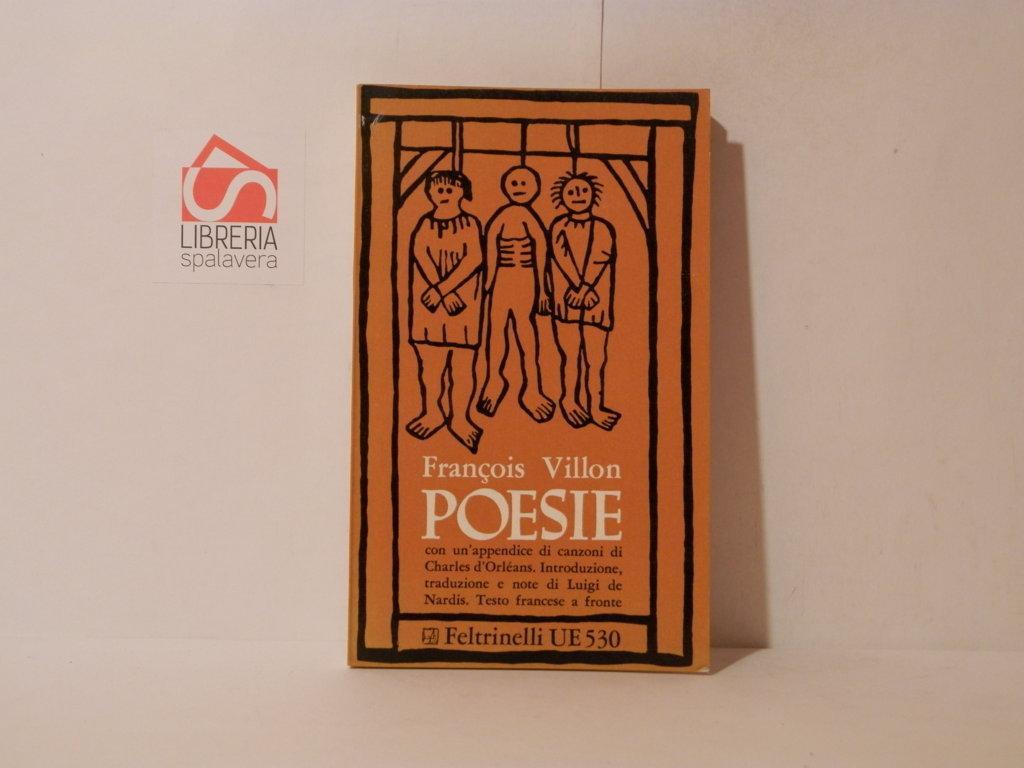 LIBRERIA
spalavera
François Villon
POESIE
con un'appendice di canzoni di
Charles d'Orléans. Introduzione,
traduzione e note di Luigi de
Nardis. Testo francese a fronte
Feltrinelli UE 530